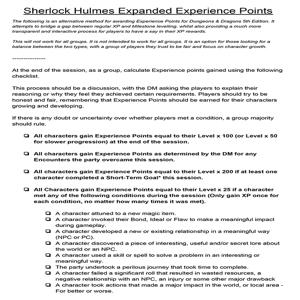 Sherlock Hulmes Expanded Experience Points
The following is an alternative method for awarding Experience Points for Dungeons & Dragons 5th Edition. It
attempts to bridge a gap between regular XP and Milestone levelling, whilst also providing a much more
transparent and interactive process for players to have a say in their XP rewards.
This will not work for all groups. It is not intended to work for all groups. It is an option for those looking for a
balance between the two types, with a group of players they trust to be fair and focus on character growth.
---------------
At the end of the session, as a group, calculate Experience points gained using the following
checklist.
This process should be a discussion, with the DM asking the players to explain their
reasoning or why they feel they achieved certain requirements. Players should try to be
honest and fair, remembering that Experience Points should be earned for their characters
growing and developing.
If there is any doubt or uncertainty over whether players met a condition, a group majority
should rule.
All characters gain Experience Points equal to their Level x 100 (or Level x 50
for slower progression) at the end of the session.
All characters gain Experience Points as determined by the DM for any
Encounters the party overcame this session.
All characters gain Experience Points equal to their Level x 200 if at least one
character completed a Short-Term Goal* this session.
All Characters gain Experience Points equal to their Level x 25 if a character
met any of the following conditions during the session (Only gain XP once for
each condition, no matter how many times it was met).
A character attuned to a new magic item.
A character involved their Bond, Ideal or Flaw to make a meaningful impact
during gameplay.
A character developed a new or existing relationship in a meaningful way
(NPC or PC).
A character discovered a piece of interesting, useful and/or secret lore about
the world or an NPC.
A character used a skill or spell to solve a problem in an interesting or
meaningful way.
The party undertook a perilous journey that took time to complete.
A character failed a significant roll that resulted in wasted resources, a
negative relationship with an NPC, an injury or some other major drawback
A character took actions that made a major impact in the world, or local area -
For better or worse.